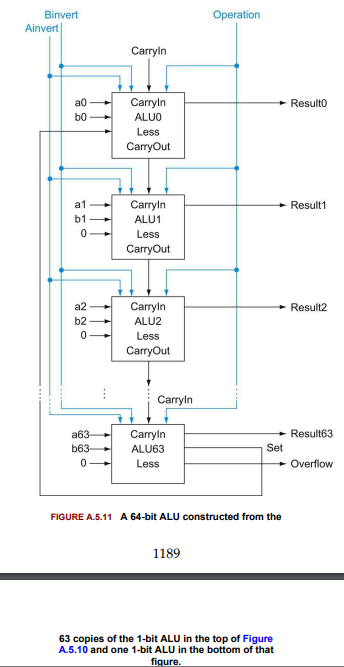 Binvert
Operation
Ainvert
CarryIn
a0
CarryIn
Result0
b0
ALU0
Less
CarryOut
a1
CarryIn
Result1
b1
ALU1
0
Less
CarryOut
a2
CarryIn
Result2
b2
ALU2
0
Less
CarryOut
CarryIn
a63
CarryIn
Result63
b63
ALU63
Set
0
Less
Overflow
FIGURE A.5.11 A 64-bit ALU constructed from the
1189
63 copies of the 1-bit ALU in the top of Figure
A.5.10 and one 1-bit ALU in the bottom of that
figure.